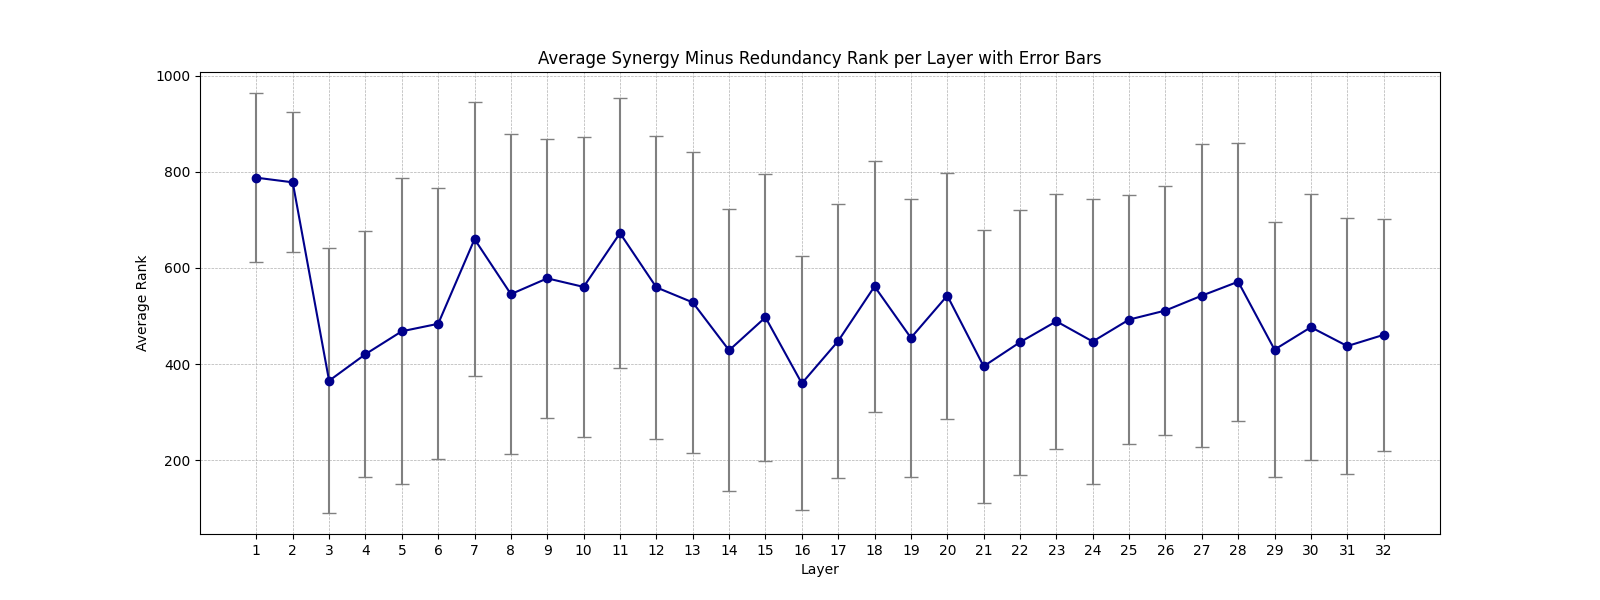 Average Synergy Minus Redundancy Rank per Layer with Error Bars
1000
800
600
400
200
Average Rank
1 2 3 4 5 6 7 8 9 10 11 12 13 14 15 16 17 18 19 20 21 22 23 24 25 26 27 28 29 30 31 32
Layer